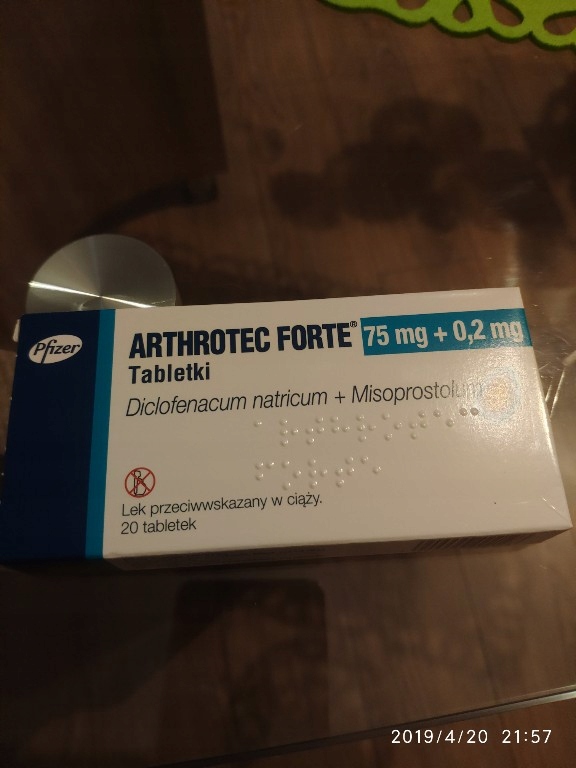 Pfizer
ARTHROTEC FORTE® 75 mg + 0,2 mg
Tabletki
Diclofenacum natricum + Misoprostolum
Lek przeciwwskazany w ciąży.
20 tabletek
2019/4/20 21:57